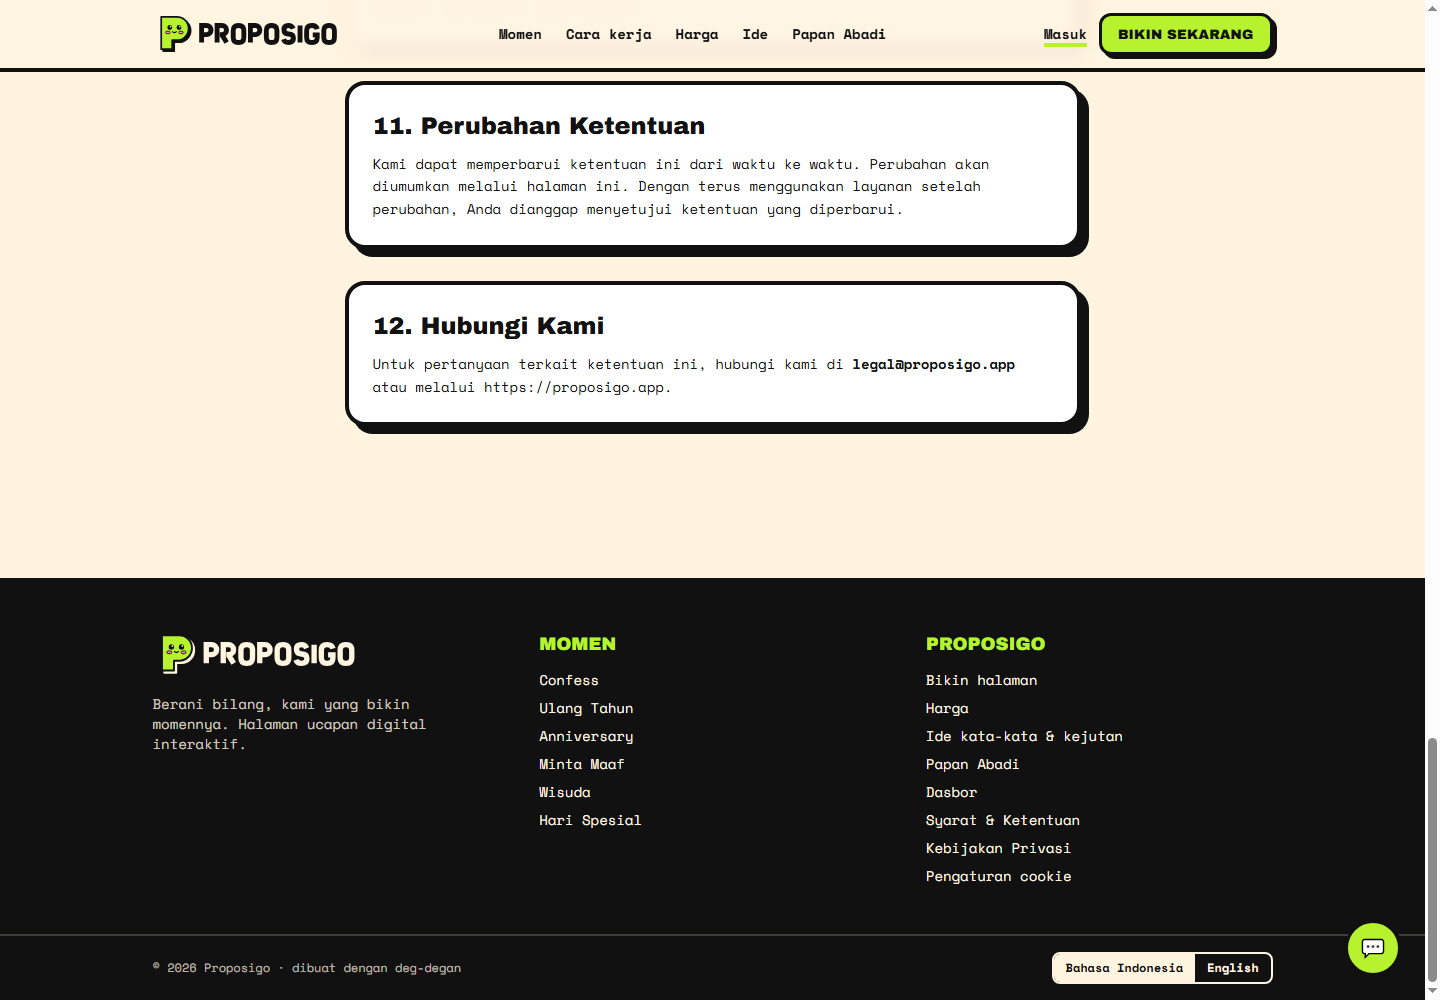 PROPOSIGO
Momen
Cara kerja
Harga
Ide
Papan Abadi
Masuk
BIKIN SEKARANG
11. Perubahan Ketentuan
Kami dapat memperbarui ketentuan ini dari waktu ke waktu. Perubahan akan
diumumkan melalui halaman ini. Dengan terus menggunakan layanan setelah
perubahan, Anda dianggap menyetujui ketentuan yang diperbarui.
12. Hubungi Kami
Untuk pertanyaan terkait ketentuan ini, hubungi kami di legal@proposigo.app
atau melalui https://proposigo.app.
PROPOSIGO
Berani bilang, kami yang bikin
momennya. Halaman ucapan digital
interaktif.
MOMEN
Confess
Ulang Tahun
Anniversary
Minta Maaf
Wisuda
Hari Spesial
PROPOSIGO
Bikin halaman
Harga
Ide kata-kata & kejutan
Papan Abadi
Dasbor
Syarat & Ketentuan
Kebijakan Privasi
Pengaturan cookie
© 2026 Proposigo · dibuat dengan deg-degan
Bahasa Indonesia
English